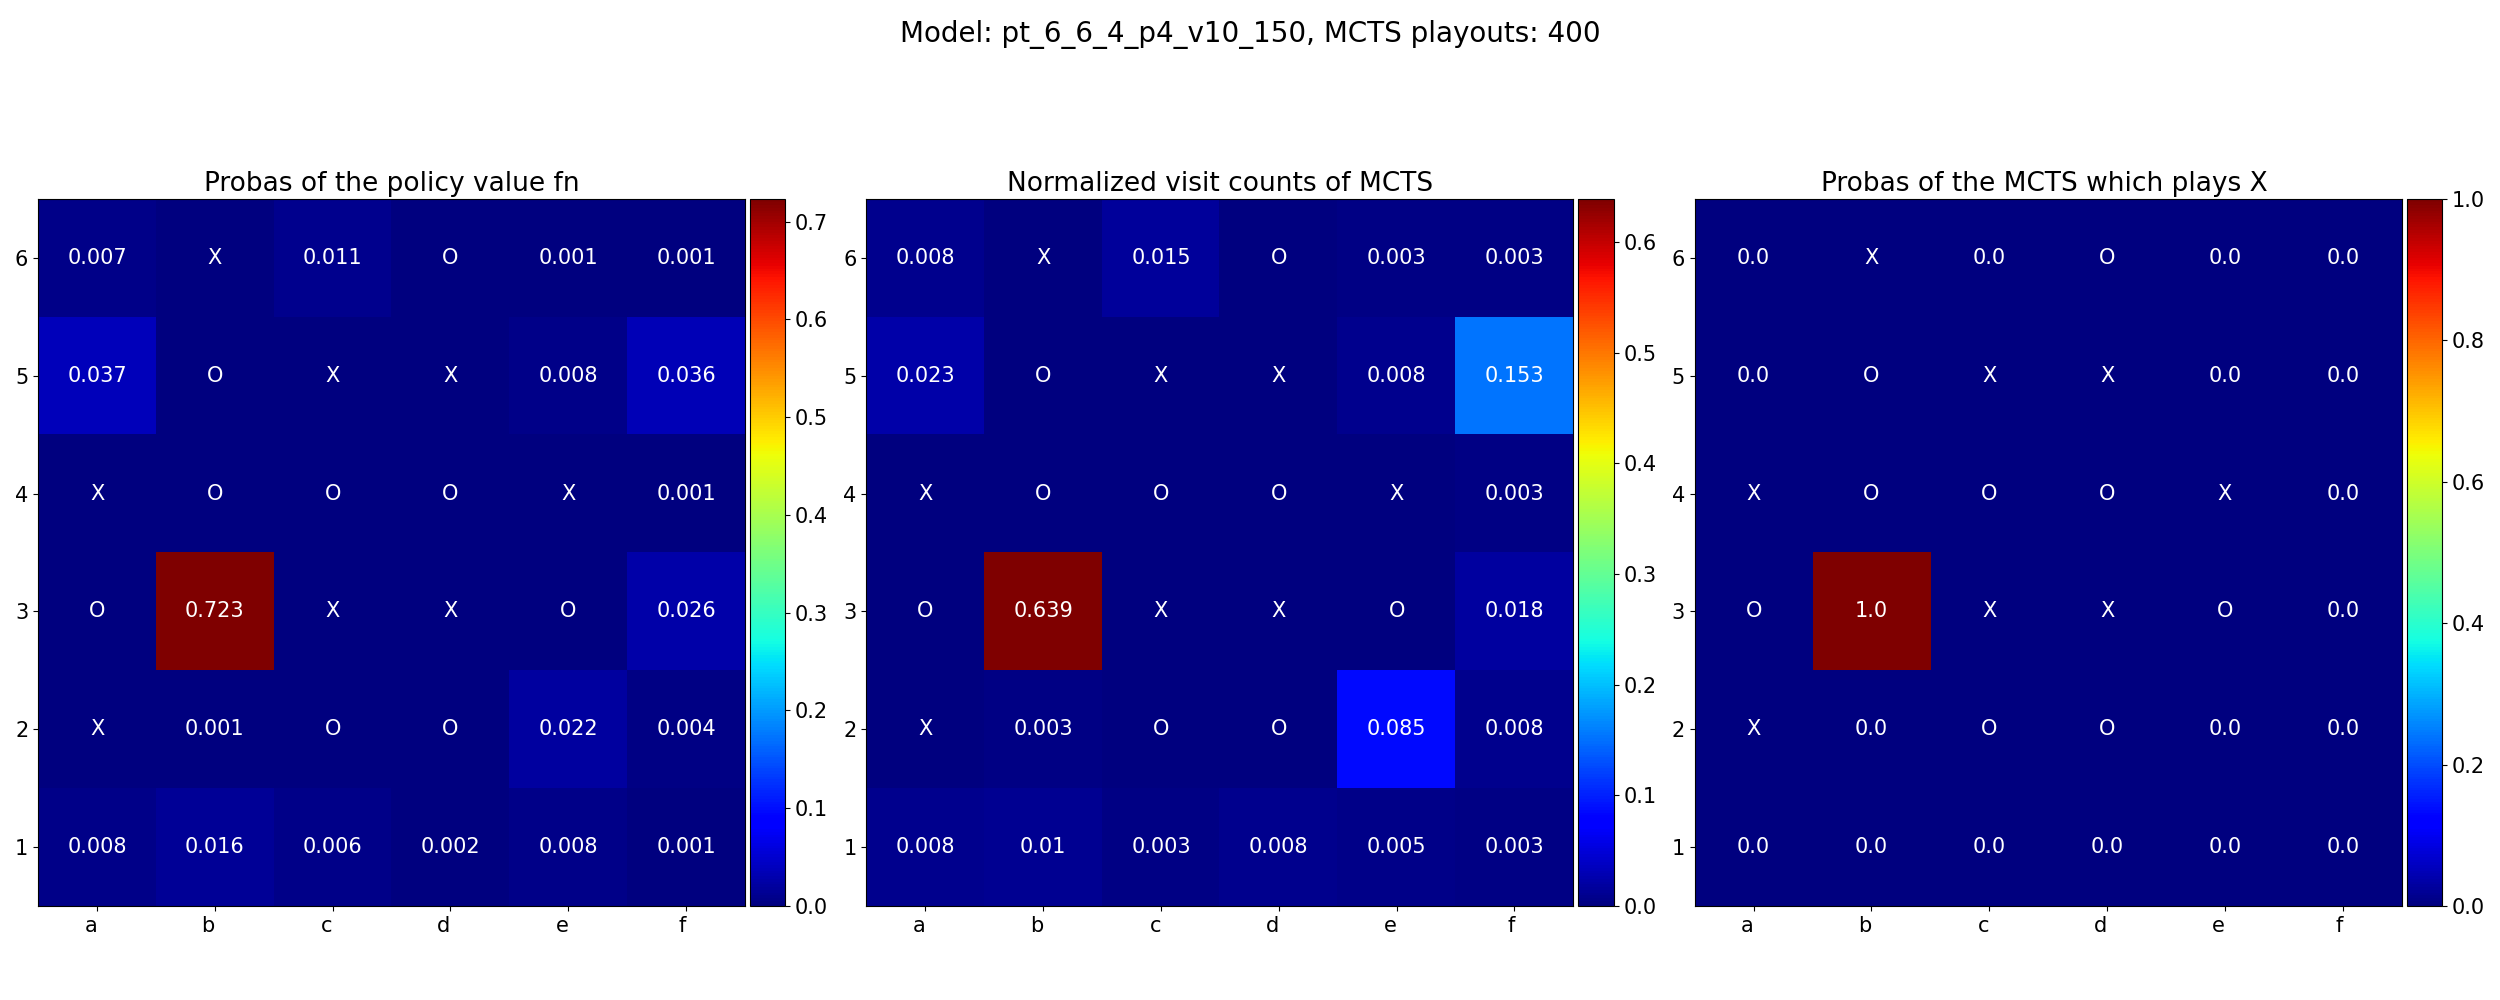 Model: pt_6_6_4_p4_v10_150, MCTS playouts: 400
Probas of the policy value fn
6 0.007 X 0.011 O 0.001 0.001
5 0.037 O X X 0.008 0.036
4 X O O O X 0.001
3 O 0.723 X X O 0.026
2 X 0.001 O O 0.022 0.004
1 0.008 0.016 0.006 0.002 0.008 0.001
a b c d e f
0.7
0.6
0.5
0.4
0.3
0.2
0.1
0.0
Normalized visit counts of MCTS
6 0.008 X 0.015 O 0.003 0.003
5 0.023 O X X 0.008 0.153
4 X O O O X 0.003
3 O 0.639 X X O 0.018
2 X 0.003 O O 0.085 0.008
1 0.008 0.01 0.003 0.008 0.005 0.003
a b c d e f
0.6
0.5
0.4
0.3
0.2
0.1
0.0
Probas of the MCTS which plays X
6 0.0 X 0.0 O 0.0 0.0
5 0.0 O X X 0.0 0.0
4 X O O O X 0.0
3 O 1.0 X X O 0.0
2 X 0.0 O O 0.0 0.0
1 0.0 0.0 0.0 0.0 0.0 0.0
a b c d e f
1.0
0.8
0.6
0.4
0.2
0.0